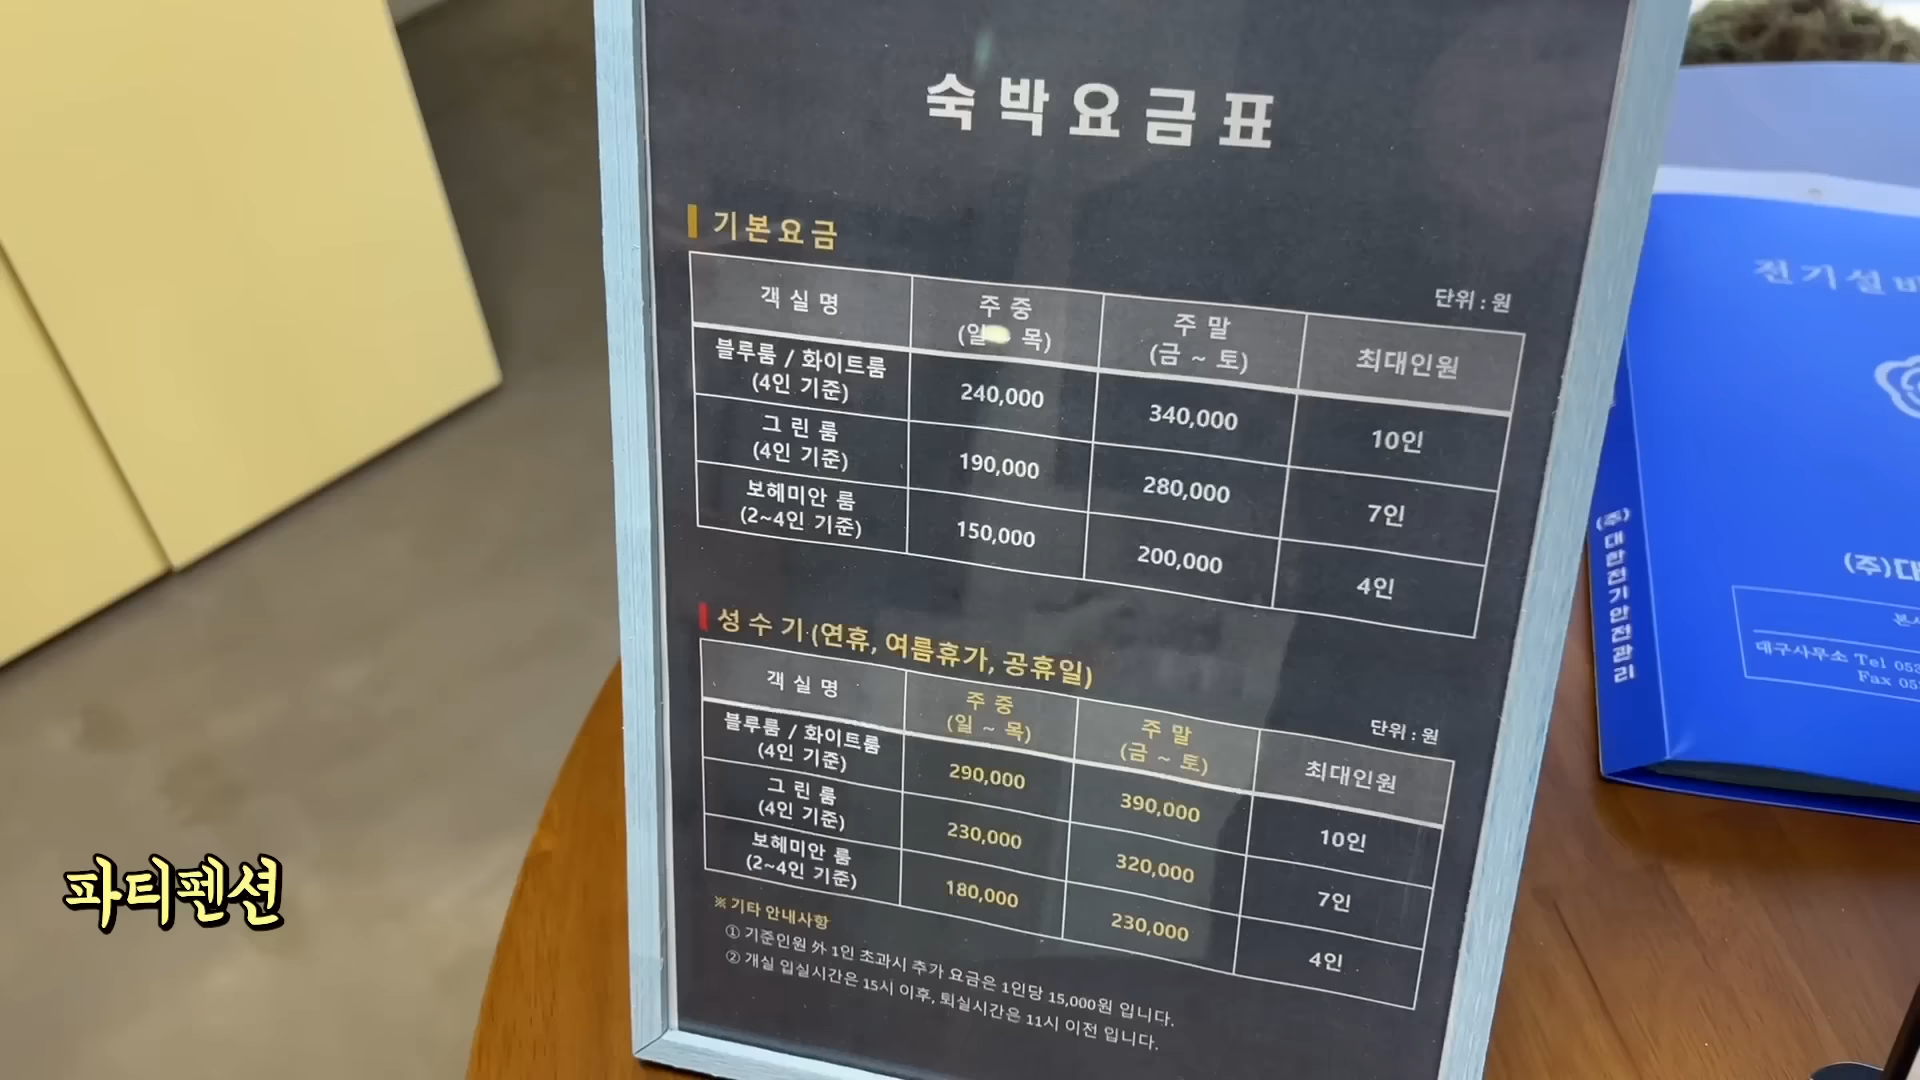 숙박요금표
기본요금
단위 : 원
객실명
주중
(일 목)
주말
(금 ~ 토)
최대인원
블루룸 / 화이트룸
(4인 기준)
240,000
340,000
10인
그린룸
(4인 기준)
190,000
280,000
7인
보헤미안 룸
(2~4인 기준)
150,000
200,000
4인
성수기(연휴, 여름휴가, 공휴일)
단위 : 원
객실명
주중
(일 ~ 목)
주말
(금 ~ 토)
최대인원
블루룸 / 화이트룸
(4인 기준)
290,000
390,000
10인
그린룸
(4인 기준)
230,000
320,000
7인
보헤미안 룸
(2~4인 기준)
180,000
230,000
4인
※ 기타 안내사항
① 기준인원 外 1인 초과시 추가 요금은 1인당 15,000원 입니다.
② 개실 입실시간은 15시 이후, 퇴실시간은 11시 이전 입니다.
파티펜션
전기설비
(주)대한전기안전관리
(주)대
본사
대구사무소 Tel 053
Fax 05